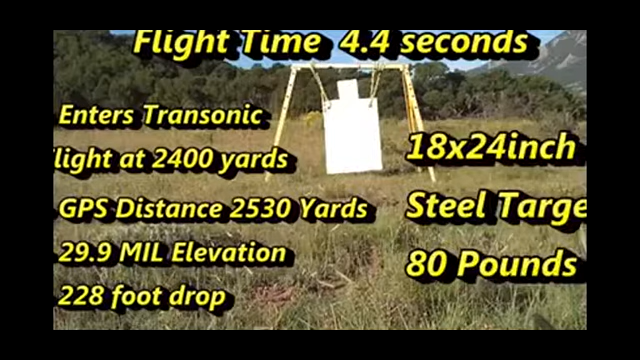 Flight Time 4.4 seconds
Enters Transonic
light at 2400 yards
GPS Distance 2530 Yards
29.9 MIL Elevation
228 foot drop
18x24inch
Steel Targe
80 Pounds